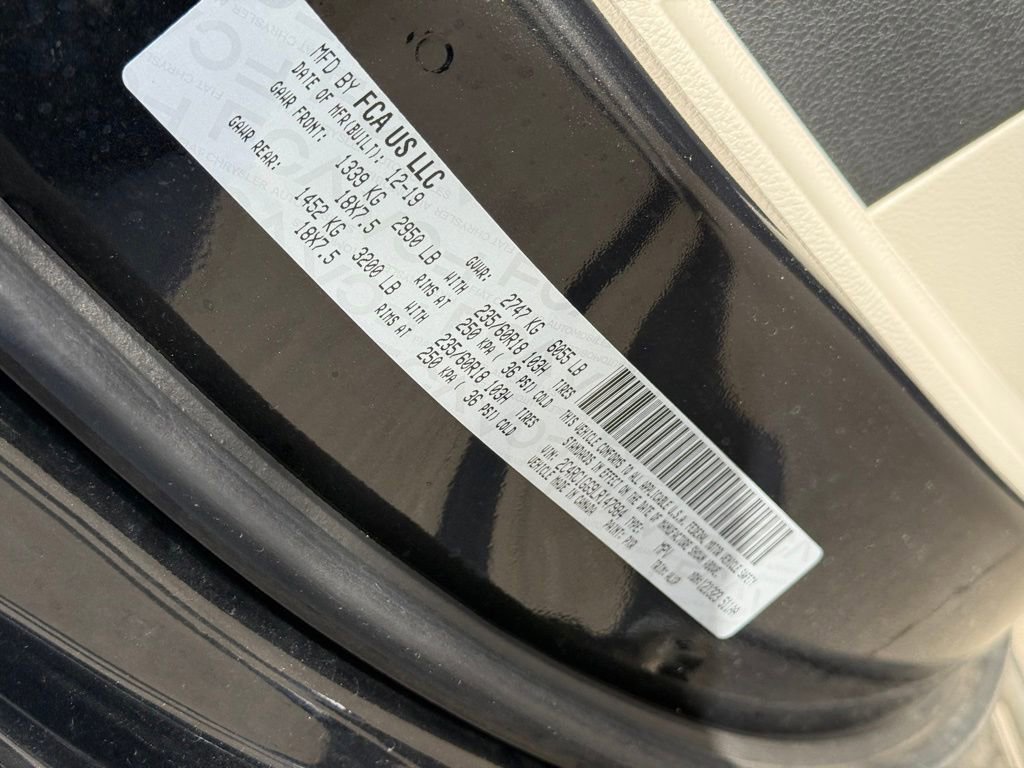 MFD BY FCA US LLC
DATE OF MFR(BUILT): 12-19
GVWR: 2747 KG 6055 LB
GAWR FRONT: 1339 KG 2950 LB WITH 235/60R18 103H TIRES
18X7.5 RIMS AT 250 KPA ( 36 PSI) COLD
GAWR REAR: 1452 KG 3200 LB WITH 235/60R18 103H TIRES
18X7.5 RIMS AT 250 KPA ( 36 PSI) COLD
THIS VEHICLE CONFORMS TO ALL APPLICABLE U.S.A. FEDERAL MOTOR VEHICLE SAFETY
STANDARDS IN EFFECT ON THE DATE OF MANUFACTURE SHOWN ABOVE.
VIN: TYPE: MPV
VEHICLE MADE IN CANADA PAINT: PXR TRIM: